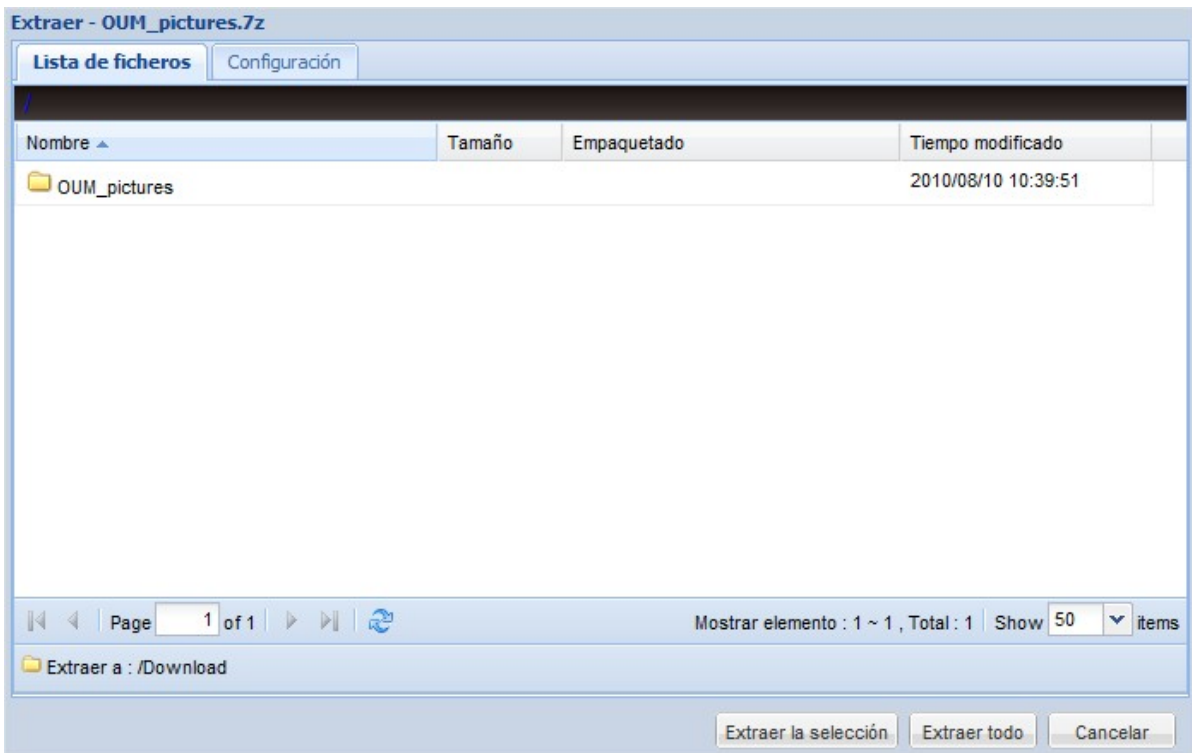 Extraer - OUM_pictures.7z
Lista de ficheros Configuración
/
Nombre Tamaño Empaquetado Tiempo modificado
OUM_pictures 2010/08/10 10:39:51
Page 1 of 1 Mostrar elemento : 1 ~ 1 , Total : 1 Show 50 items
Extraer a : /Download
Extraer la selección Extraer todo Cancelar